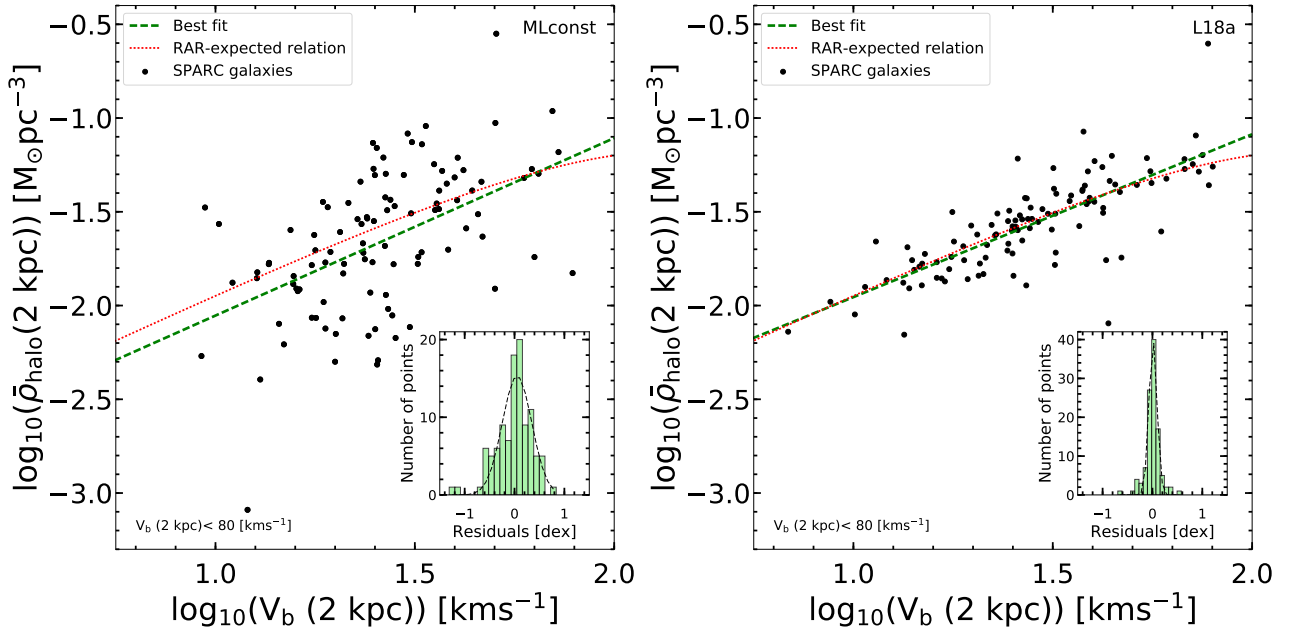 Best fit
RAR-expected relation
SPARC galaxies
MLconst
−0.5
−1.0
−1.5
−2.0
−2.5
−3.0
log₁₀(ρ̄halo(2 kpc)) [M⊙pc⁻³]
V_b (2 kpc)< 80 [kms⁻¹]
20
10
0
Number of points
−1 0 1
Residuals [dex]
1.0 1.5 2.0
log₁₀(V_b (2 kpc)) [kms⁻¹]
Best fit
RAR-expected relation
SPARC galaxies
L18a
−0.5
−1.0
−1.5
−2.0
−2.5
−3.0
log₁₀(ρ̄halo(2 kpc)) [M⊙pc⁻³]
V_b (2 kpc)< 80 [kms⁻¹]
40
30
20
10
0
Number of points
−1 0 1
Residuals [dex]
1.0 1.5 2.0
log₁₀(V_b (2 kpc)) [kms⁻¹]